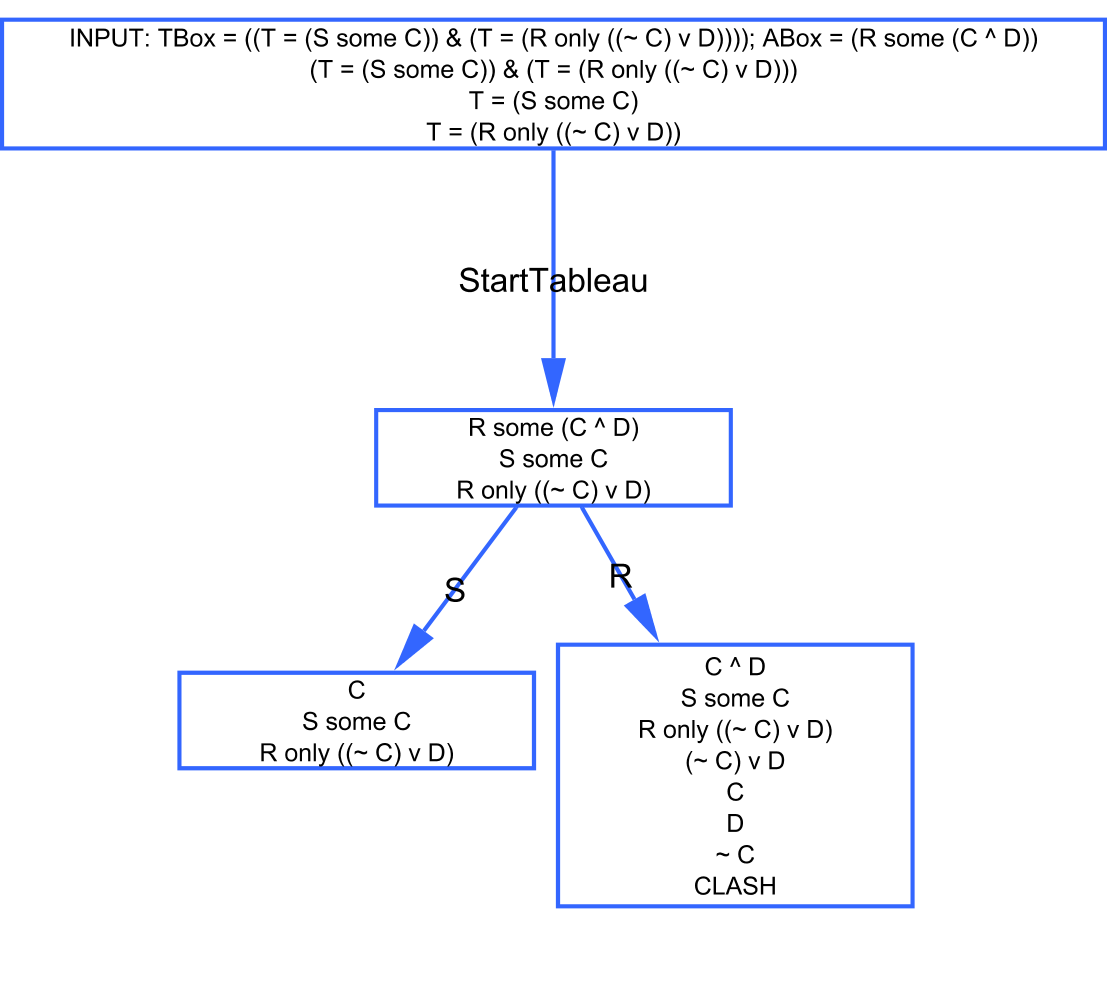 INPUT: TBox = ((T = (S some C)) & (T = (R only ((~ C) v D)))); ABox = (R some (C ^ D))
(T = (S some C)) & (T = (R only ((~ C) v D)))
T = (S some C)
T = (R only ((~ C) v D))
StartTableau
R some (C ^ D)
S some C
R only ((~ C) v D)
S
R
C
S some C
R only ((~ C) v D)
C ^ D
S some C
R only ((~ C) v D)
(~ C) v D
C
D
~ C
CLASH